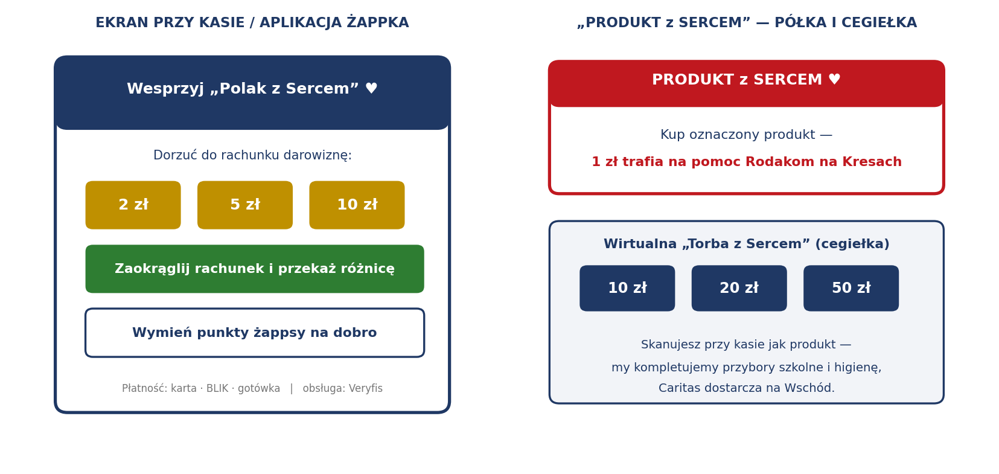 EKRAN PRZY KASIE / APLIKACJA ŻAPPKA
Wesprzyj „Polak z Sercem” ♥
Dorzuć do rachunku darowiznę:
2 zł
5 zł
10 zł
Zaokrąglij rachunek i przekaż różnicę
Wymień punkty żappsy na dobro
Płatność: karta · BLIK · gotówka | obsługa: Veryfis
„PRODUKT z SERCEM” — PÓŁKA I CEGIEŁKA
PRODUKT z SERCEM ♥
Kup oznaczony produkt —
1 zł trafia na pomoc Rodakom na Kresach
Wirtualna „Torba z Sercem” (cegiełka)
10 zł
20 zł
50 zł
Skanujesz przy kasie jak produkt —
my kompletujemy przybory szkolne i higienę,
Caritas dostarcza na Wschód.